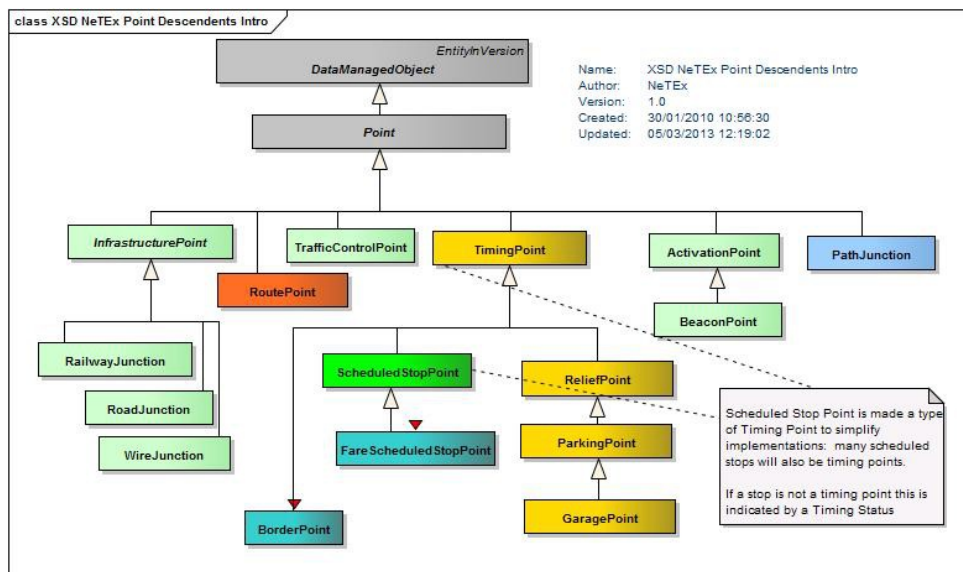 class XSD NeTEx Point Descendents Intro
EntityInVersion
DataManagedObject
Name: XSD NeTEx Point Descendents Intro
Author: NeTEx
Version: 1.0
Created: 30/01/2010 10:56:30
Updated: 05/03/2013 12:19:02
Point
InfrastructurePoint
TrafficControlPoint
TimingPoint
ActivationPoint
PathJunction
RoutePoint
BeaconPoint
RailwayJunction
ScheduledStopPoint
ReliefPoint
RoadJunction
WireJunction
FareScheduledStopPoint
ParkingPoint
BorderPoint
GaragePoint
Scheduled Stop Point is made a type
of Timing Point to simplify
implementations: many scheduled
stops will also be timing points.
If a stop is not a timing point this is
indicated by a Timing Status